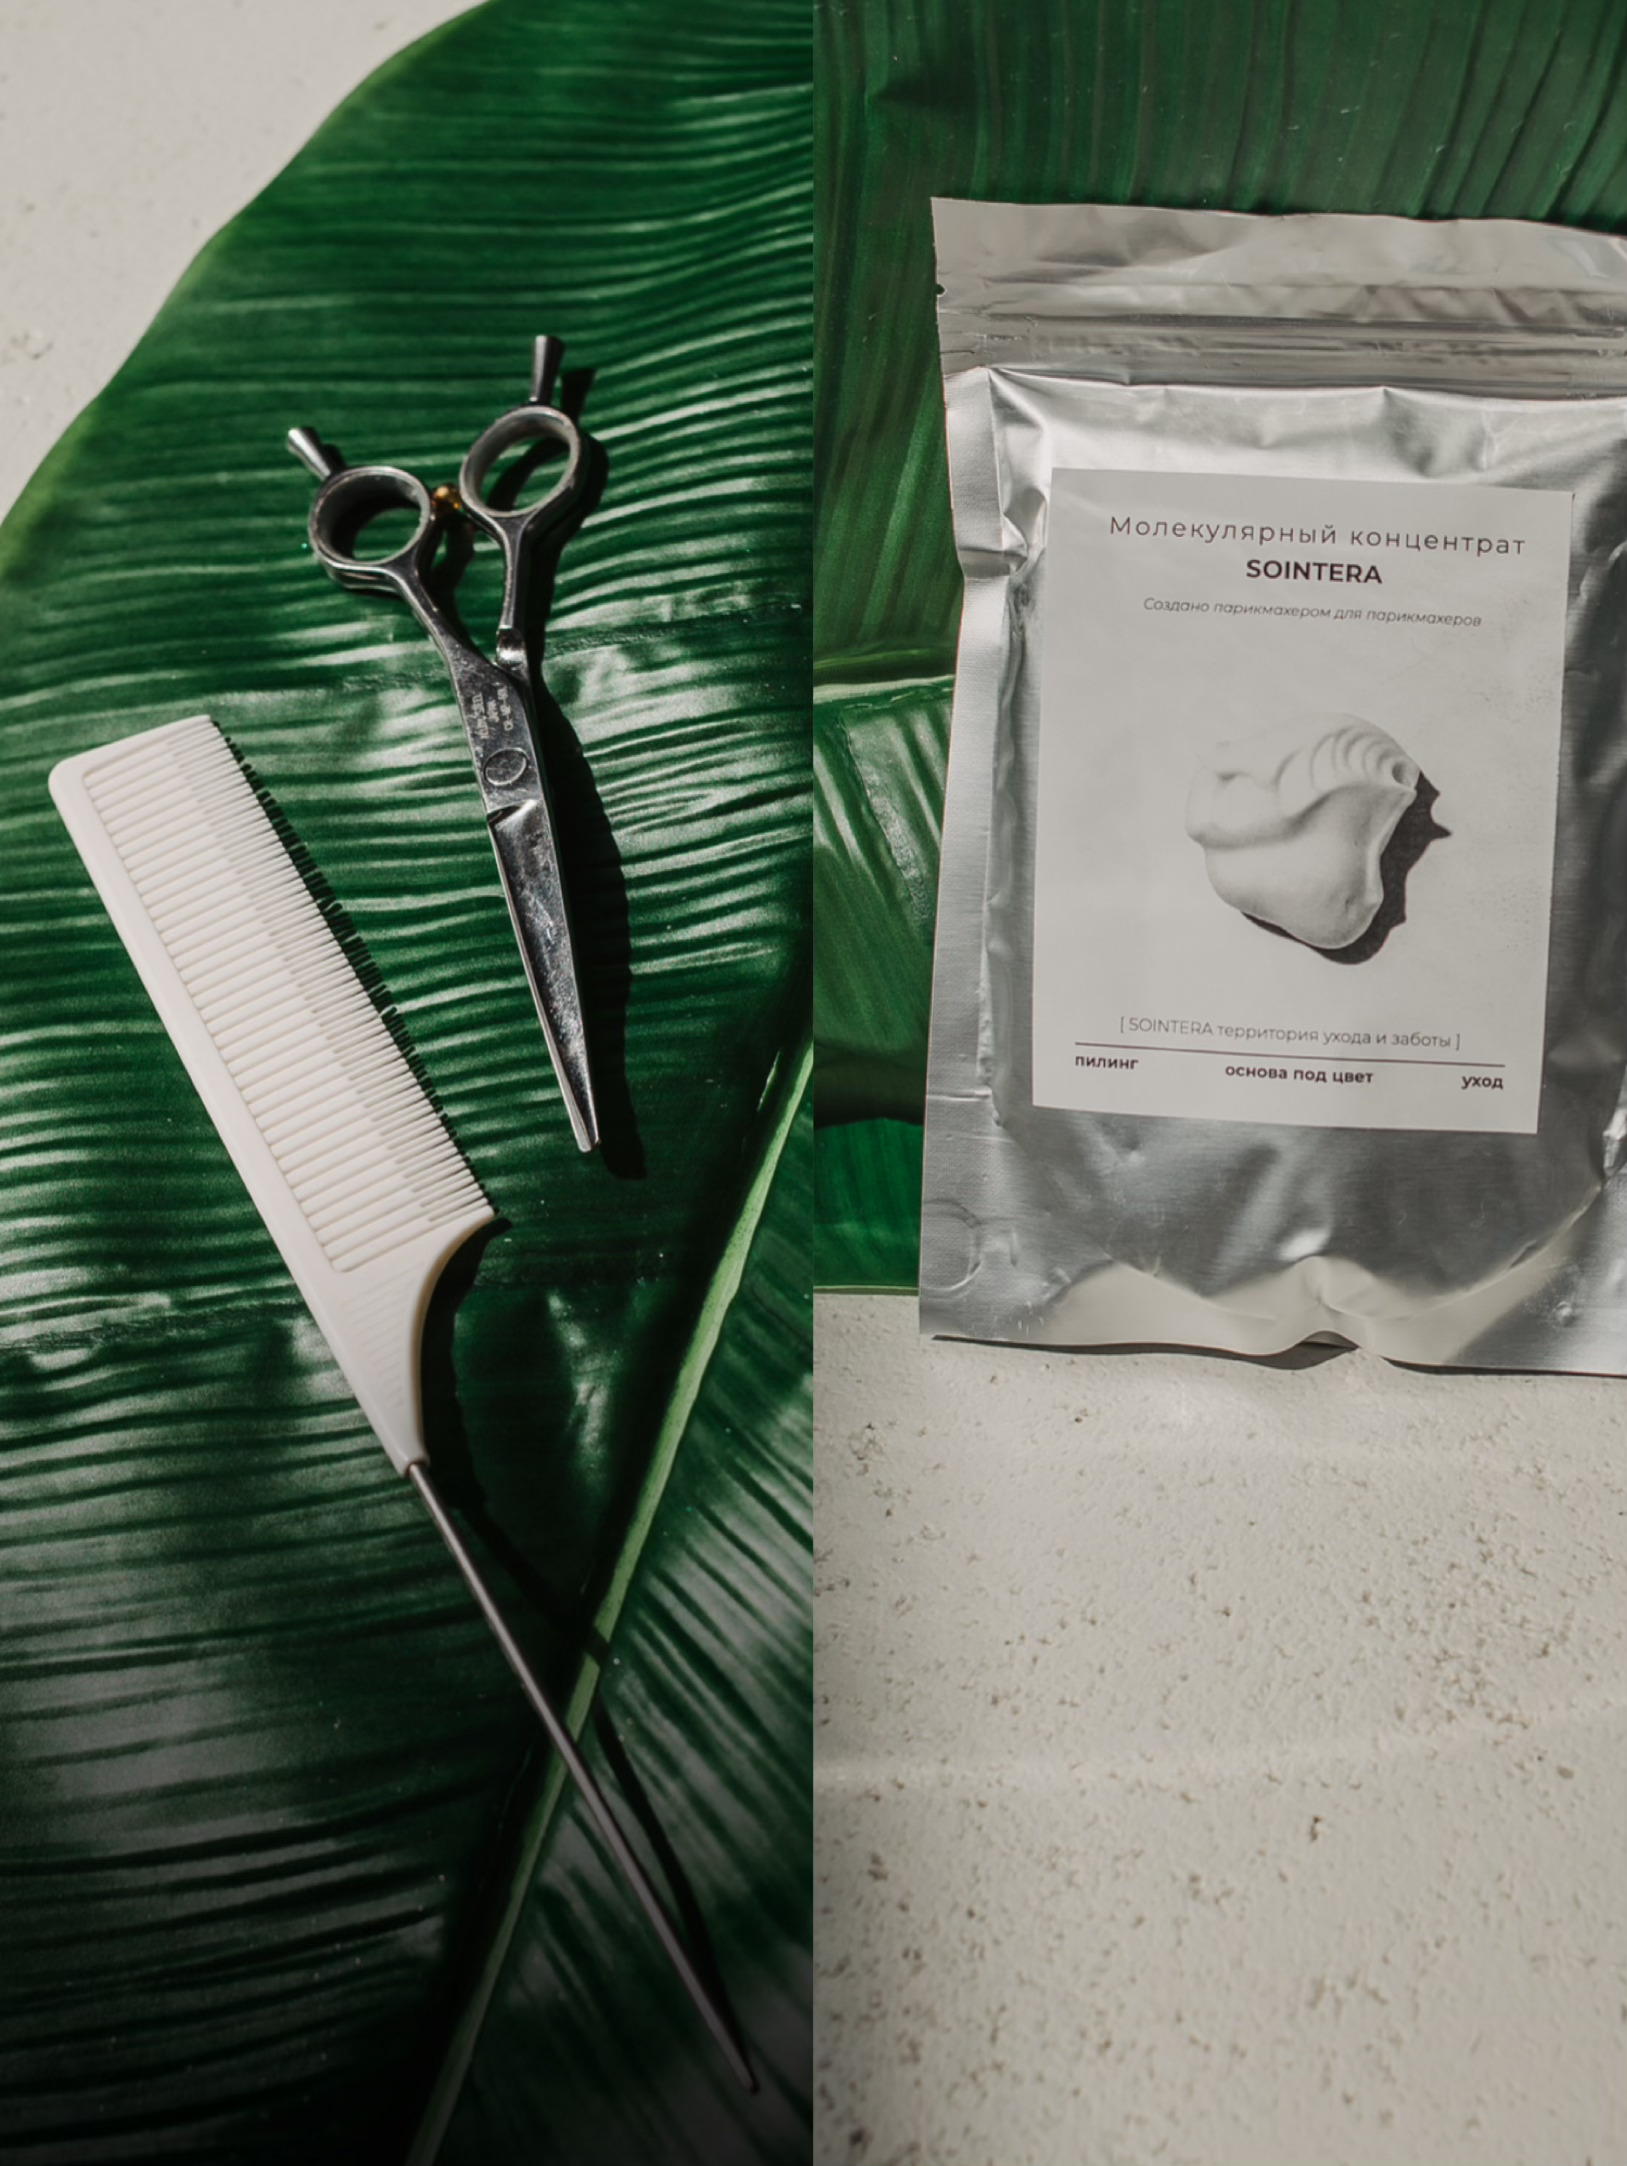 Молекулярный концентрат
SOINTERA
Создано парикмахером для парикмахеров
[ SOINTERA территория ухода и заботы ]
пилинг основа под цвет уход